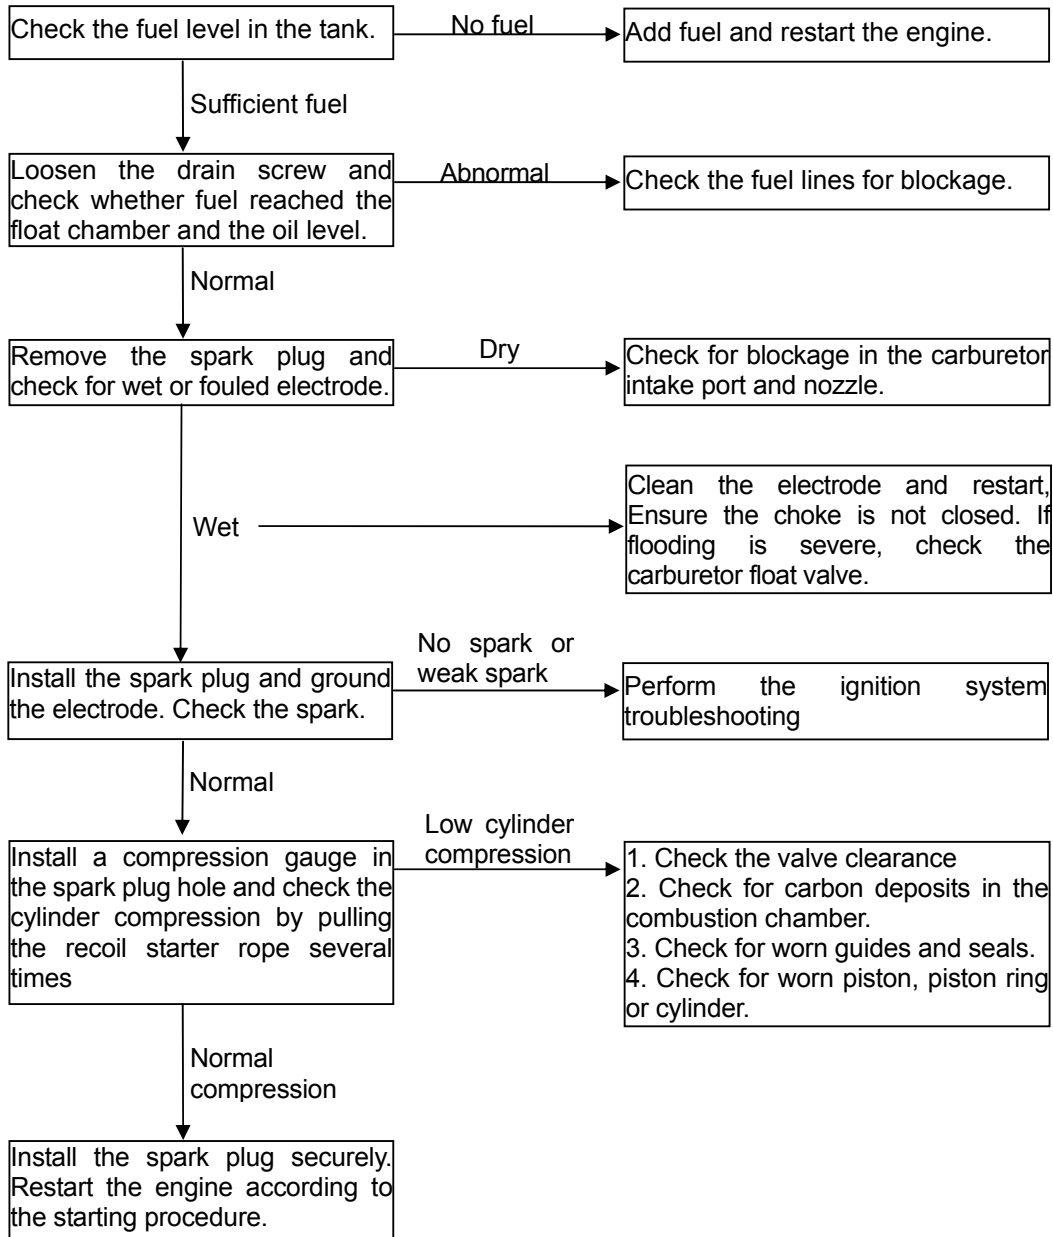 Check the fuel level in the tank.
No fuel
Add fuel and restart the engine.
Sufficient fuel
Loosen the drain screw and
check whether fuel reached the
float chamber and the oil level.
Abnormal
Check the fuel lines for blockage.
Normal
Remove the spark plug and
check for wet or fouled electrode.
Dry
Check for blockage in the carburetor
intake port and nozzle.
Wet
Clean the electrode and restart,
Ensure the choke is not closed. If
flooding is severe, check the
carburetor float valve.
Install the spark plug and ground
the electrode. Check the spark.
No spark or
weak spark
Perform the ignition system
troubleshooting
Normal
Install a compression gauge in
the spark plug hole and check the
cylinder compression by pulling
the recoil starter rope several
times
Low cylinder
compression
1. Check the valve clearance
2. Check for carbon deposits in the
combustion chamber.
3. Check for worn guides and seals.
4. Check for worn piston, piston ring
or cylinder.
Normal
compression
Install the spark plug securely.
Restart the engine according to
the starting procedure.